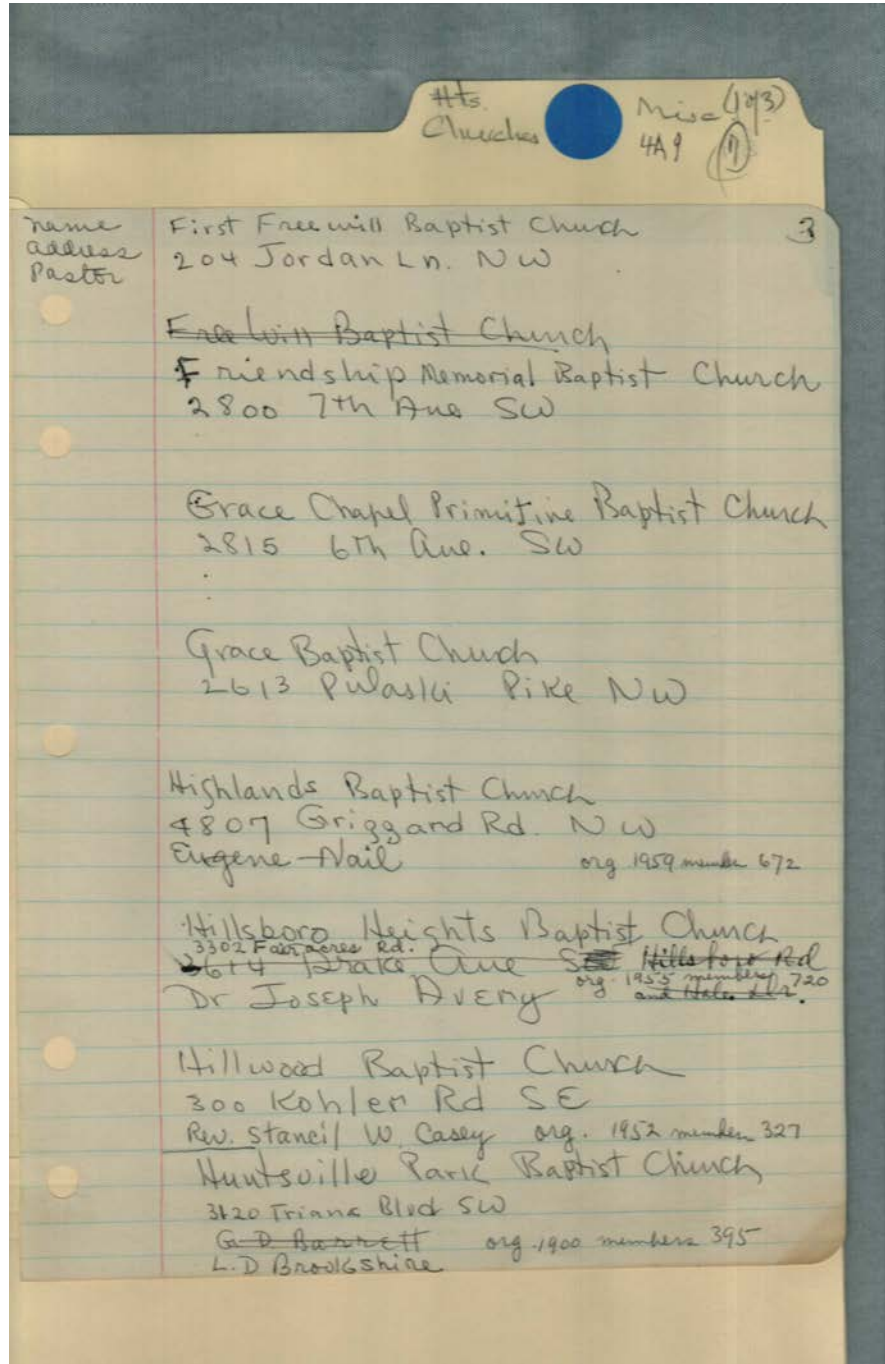 Hts.
Churches
Misc (1 of 3)
4A9
name
address
Pastor
3
First Freewill Baptist Church
204 Jordan Ln. NW
Free Will Baptist Church
Friendship Memorial Baptist Church
2800 7th Ave SW
Grace Chapel Primitive Baptist Church
2815 6th Ave. SW
Grace Baptist Church
2613 Pulaski Pike NW
Highlands Baptist Church
4807 Griggard Rd. NW
Eugene Nail org 1959 member 672
Hillsboro Heights Baptist Church
3302 Fairacres Rd.
3614 Drake Ave Hillsboro Rd
org. 1955 members 720
Dr Joseph Avery and
Hillwood Baptist Church
300 Kohler Rd SE
Rev. Stancil W. Casey org. 1952 member 327
Huntsville Park Baptist Church
3120 Triana Blvd SW
G D Barrett org. 1900 members 395
L. D Brookshire